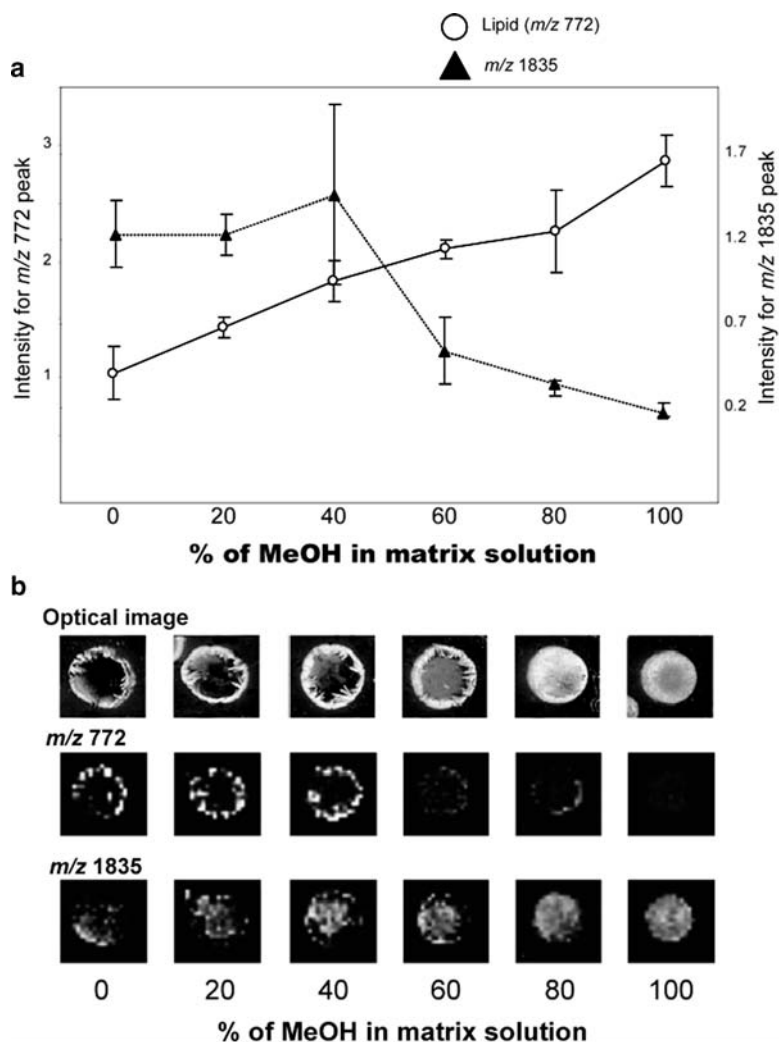 Lipid (m/z 772)
m/z 1835
a
Intensity for m/z 772 peak
3
2
1
1.7
1.2
0.7
0.2
Intensity for m/z 1835 peak
0 20 40 60 80 100
% of MeOH in matrix solution
b
Optical image
m/z 772
m/z 1835
0 20 40 60 80 100
% of MeOH in matrix solution